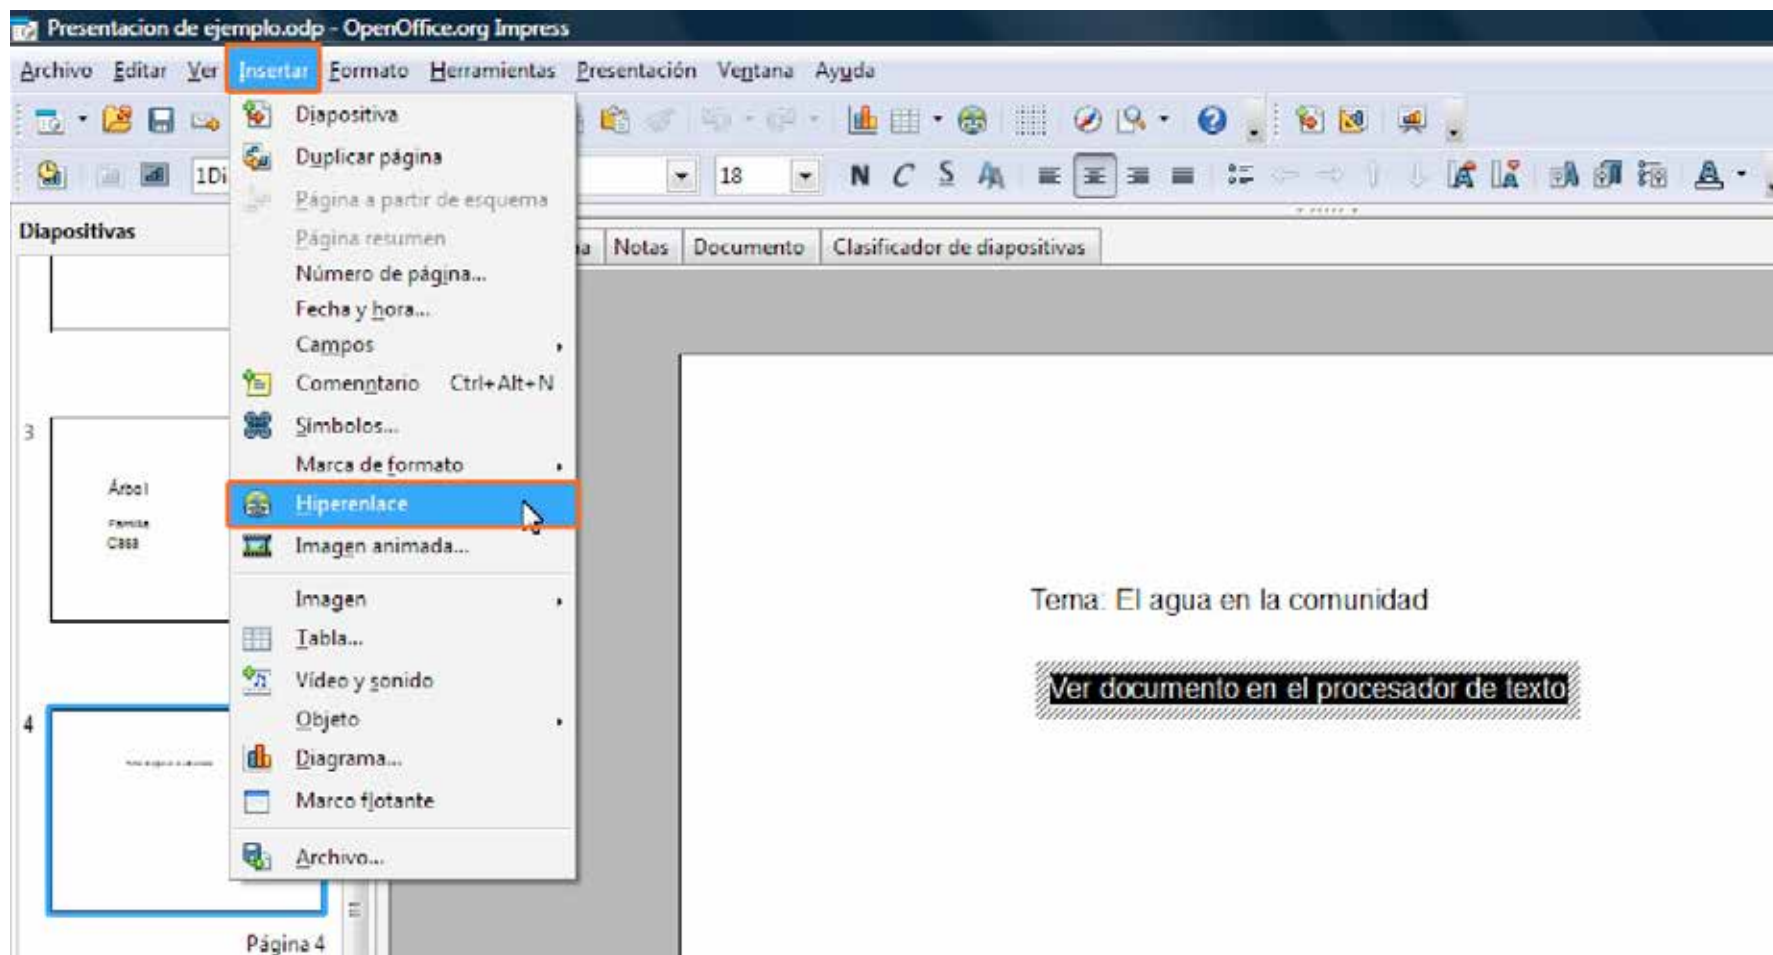 Presentacion de ejemplo.odp - OpenOffice.org Impress
Archivo Editar Ver Insertar Formato Herramientas Presentación Ventana Ayuda
1Di 18 N C S A
Diapositivas
Notas Documento Clasificador de diapositivas
Diapositiva
Duplicar página
Página a partir de esquema
Página resumen
Número de página...
Fecha y hora...
Campos
Comenntario Ctrl+Alt+N
Símbolos...
Marca de formato
Hiperenlace
Imagen animada...
Imagen
Tabla...
Vídeo y sonido
Objeto
Diagrama...
Marco flotante
Archivo...
3
Árbol
Familia
Casa
4
Página 4
Tema: El agua en la comunidad
Ver documento en el procesador de texto